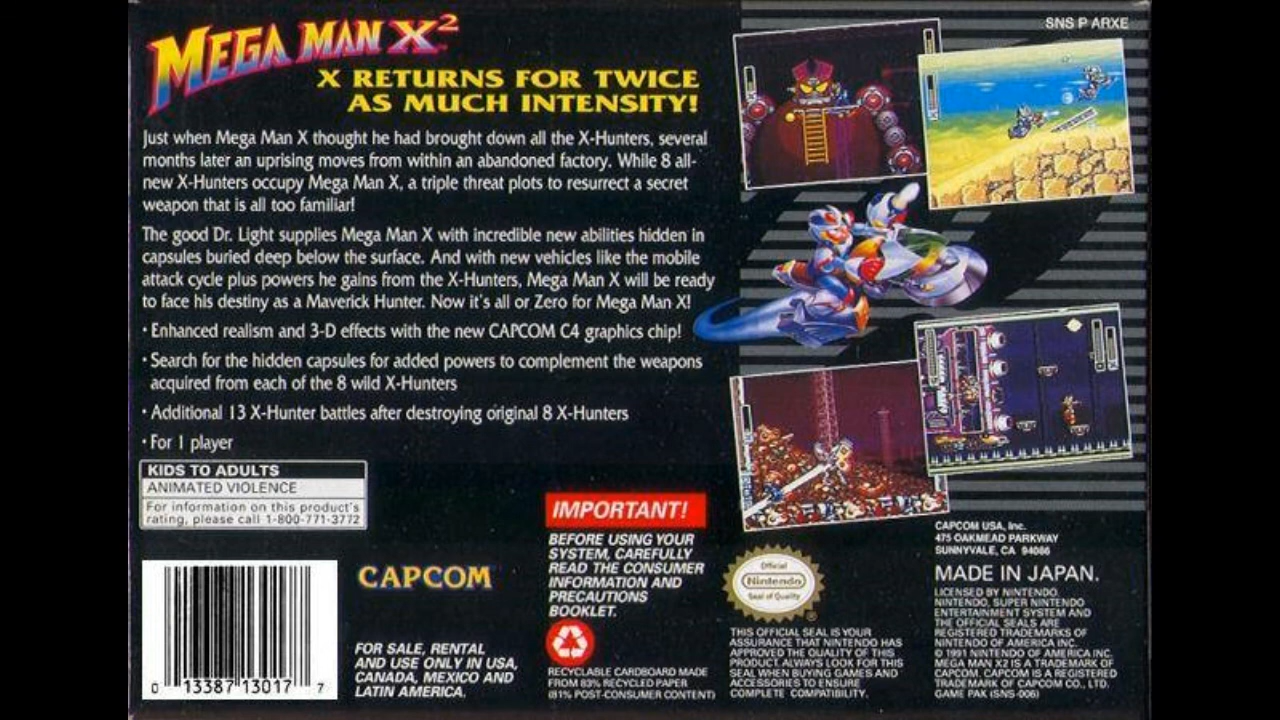 MEGA MAN X2
X RETURNS FOR TWICE
AS MUCH INTENSITY!
Just when Mega Man X thought he had brought down all the X-Hunters, several
months later an uprising moves from within an abandoned factory. While 8 all-
new X-Hunters occupy Mega Man X, a triple threat plots to resurrect a secret
weapon that is all too familiar!
The good Dr. Light supplies Mega Man X with incredible new abilities hidden in
capsules buried deep below the surface. And with new vehicles like the mobile
attack cycle plus powers he gains from the X-Hunters, Mega Man X will be ready
to face his destiny as a Maverick Hunter. Now it's all or Zero for Mega Man X!
· Enhanced realism and 3-D effects with the new CAPCOM C4 graphics chip!
· Search for the hidden capsules for added powers to complement the weapons
acquired from each of the 8 wild X-Hunters
· Additional 13 X-Hunter battles after destroying original 8 X-Hunters
· For 1 player
KIDS TO ADULTS
ANIMATED VIOLENCE
For information on this product's
rating, please call 1-800-771-3772
0 13387 13017 7
CAPCOM
FOR SALE, RENTAL
AND USE ONLY IN USA,
CANADA, MEXICO AND
LATIN AMERICA.
IMPORTANT!
BEFORE USING YOUR
SYSTEM, CAREFULLY
READ THE CONSUMER
INFORMATION AND
PRECAUTIONS
BOOKLET.
RECYCLABLE CARDBOARD MADE
FROM 83% RECYCLED PAPER
(81% POST-CONSUMER CONTENT)
SNS P ARXE
Official
Nintendo
Seal of Quality
THIS OFFICIAL SEAL IS YOUR
ASSURANCE THAT NINTENDO HAS
APPROVED THE QUALITY OF THIS
PRODUCT. ALWAYS LOOK FOR THIS
SEAL WHEN BUYING GAMES AND
ACCESSORIES TO ENSURE
COMPLETE COMPATIBILITY.
CAPCOM USA, Inc.
475 OAKMEAD PARKWAY
SUNNYVALE, CA 94086
MADE IN JAPAN.
LICENSED BY NINTENDO
NINTENDO, SUPER NINTENDO
ENTERTAINMENT SYSTEM AND
THE OFFICIAL SEALS ARE
REGISTERED TRADEMARKS OF
NINTENDO OF AMERICA INC.
© 1991 NINTENDO OF AMERICA INC.
MEGA MAN X2 IS A TRADEMARK OF
CAPCOM. CAPCOM IS A REGISTERED
TRADEMARK OF CAPCOM CO., LTD.
GAME PAK (SNS-006)